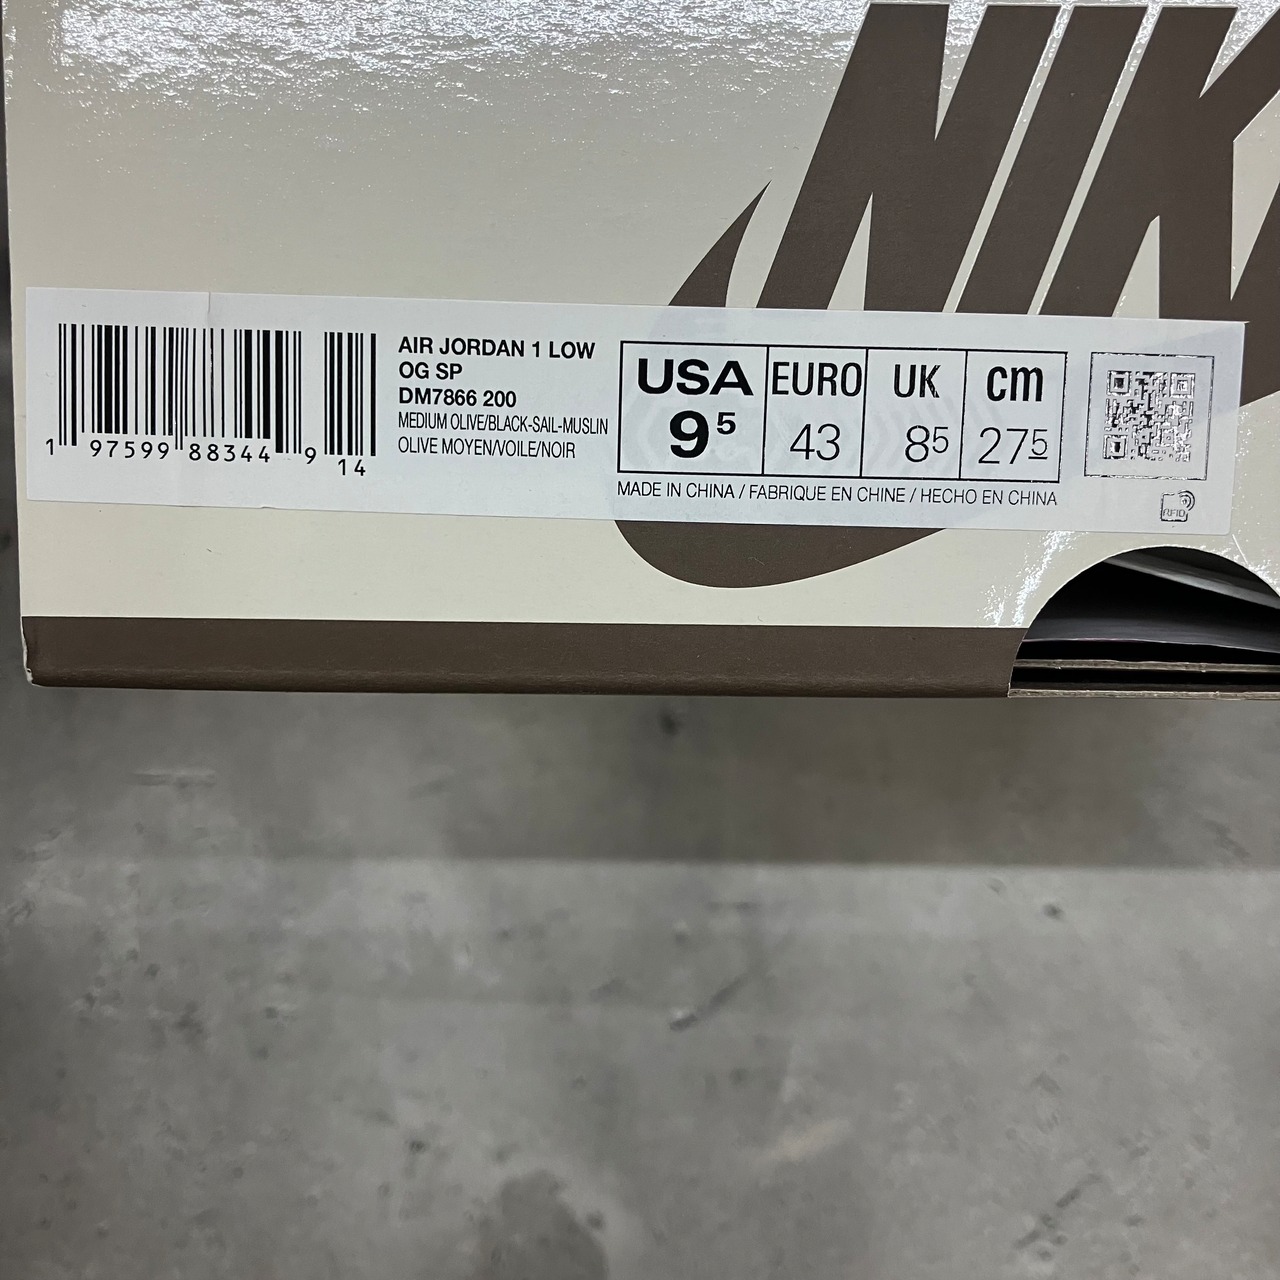 NIK
AIR JORDAN 1 LOW
OG SP
DM7866 200
MEDIUM OLIVE/BLACK-SAIL-MUSLIN
OLIVE MOYEN/VOILE/NOIR
1 97599 88344 9 14
USA EURO UK cm
9⁵ 43 8⁵ 27⁵
MADE IN CHINA / FABRIQUE EN CHINE / HECHO EN CHINA
RFID